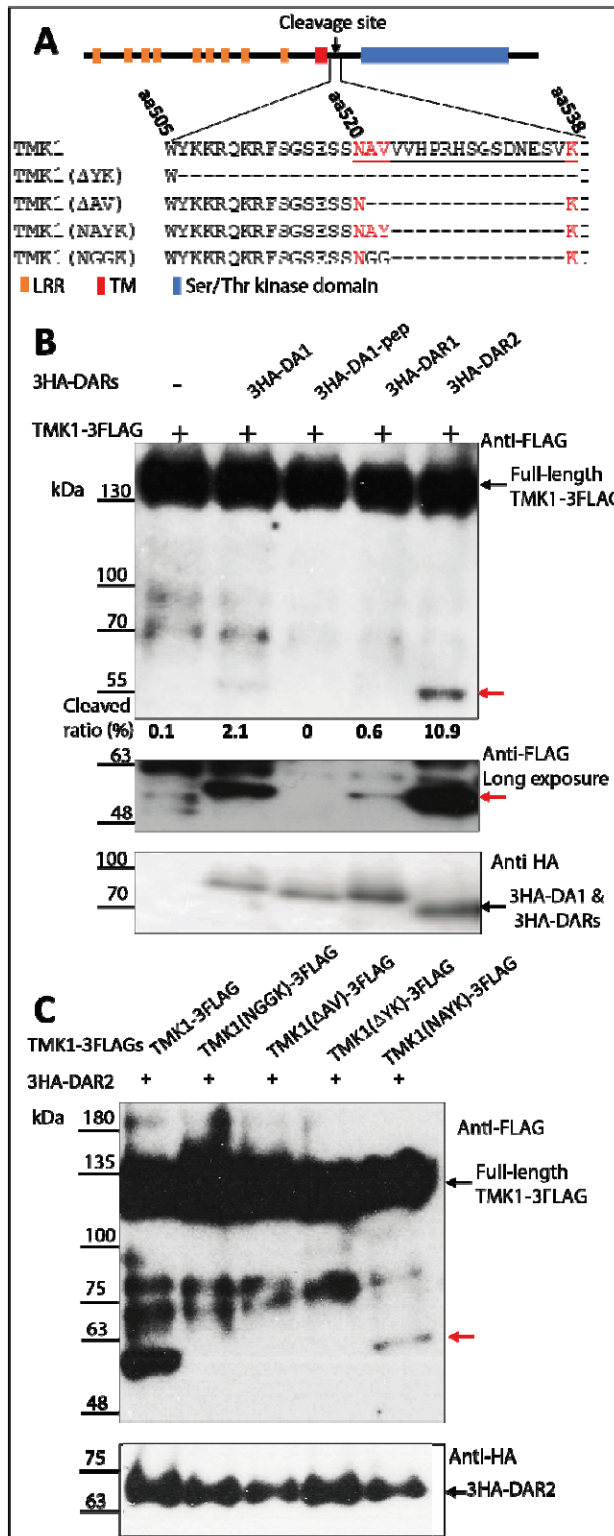 A
Cleavage site
aa505
aa520
aa538
TMK1 WYKKRQKRFSGSESSNAVVVHPRHSGSDNESVK
TMK1(ΔYK) W
TMK1(ΔAV) WYKKRQKRFSGSESSN K
TMK1(NAYK) WYKKRQKRFSGSESSNAY K
TMK1(NGGK) WYKKRQKRFSGSESSNGG K
LRR TM Ser/Thr kinase domain
B
3HA-DARs - 3HA-DA1 3HA-DA1-pep 3HA-DAR1 3HA-DAR2
TMK1-3FLAG + + + + +
Anti-FLAG
kDa
Full-length
TMK1-3FLAG
130
100
70
55
Cleaved
ratio (%) 0.1 2.1 0 0.6 10.9
63
Anti-FLAG
Long exposure
48
100
Anti HA
70
3HA-DA1 &
3HA-DARs
C
TMK1-3FLAGs TMK1-3FLAG TMK1(NGGK)-3FLAG TMK1(ΔAV)-3FLAG TMK1(ΔYK)-3FLAG TMK1(NAYK)-3FLAG
3HA-DAR2 + + + + +
kDa
180
Anti-FLAG
135
Full-length
TMK1-3FLAG
100
75
63
48
75
Anti-HA
3HA-DAR2
63